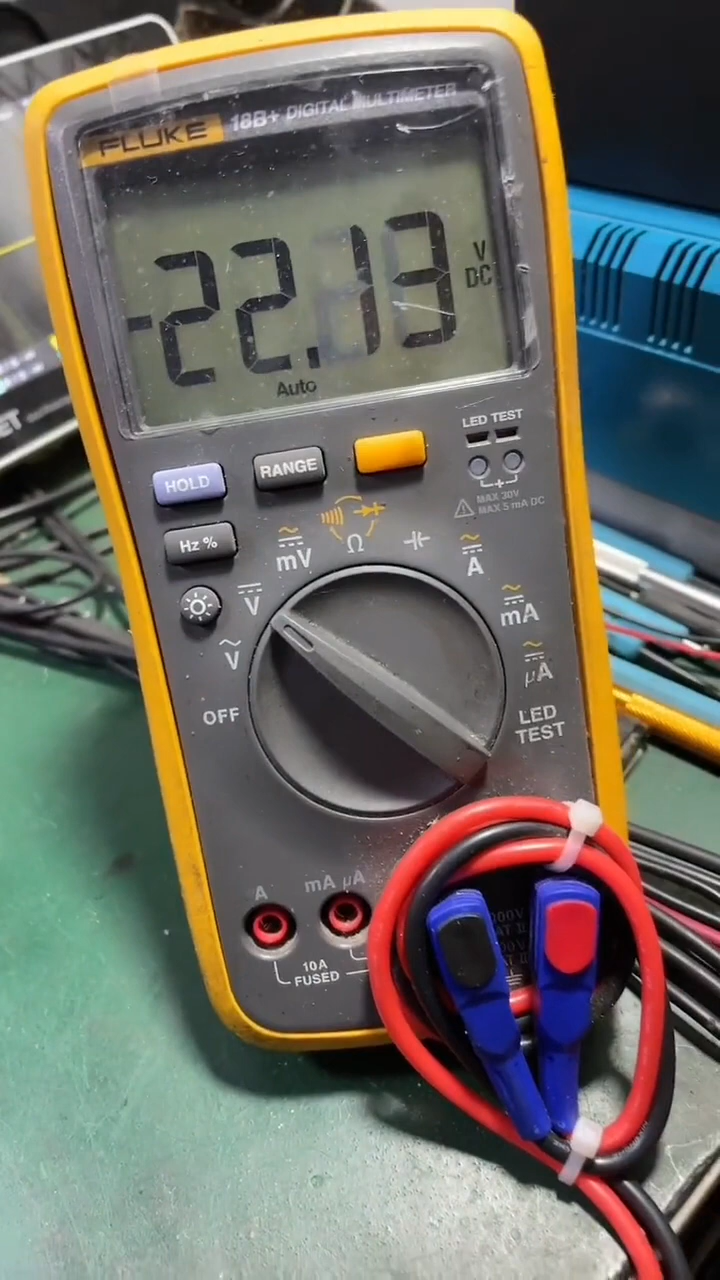 FLUKE 18B+ DIGITAL MULTIMETER
-22.13
V
DC
Auto
LED TEST
HOLD
RANGE
MAX 30V
MAX 5 mA DC
Hz %
mV
Ω
A
V
mA
V
µA
OFF
LED
TEST
A
mA µA
10A
FUSED